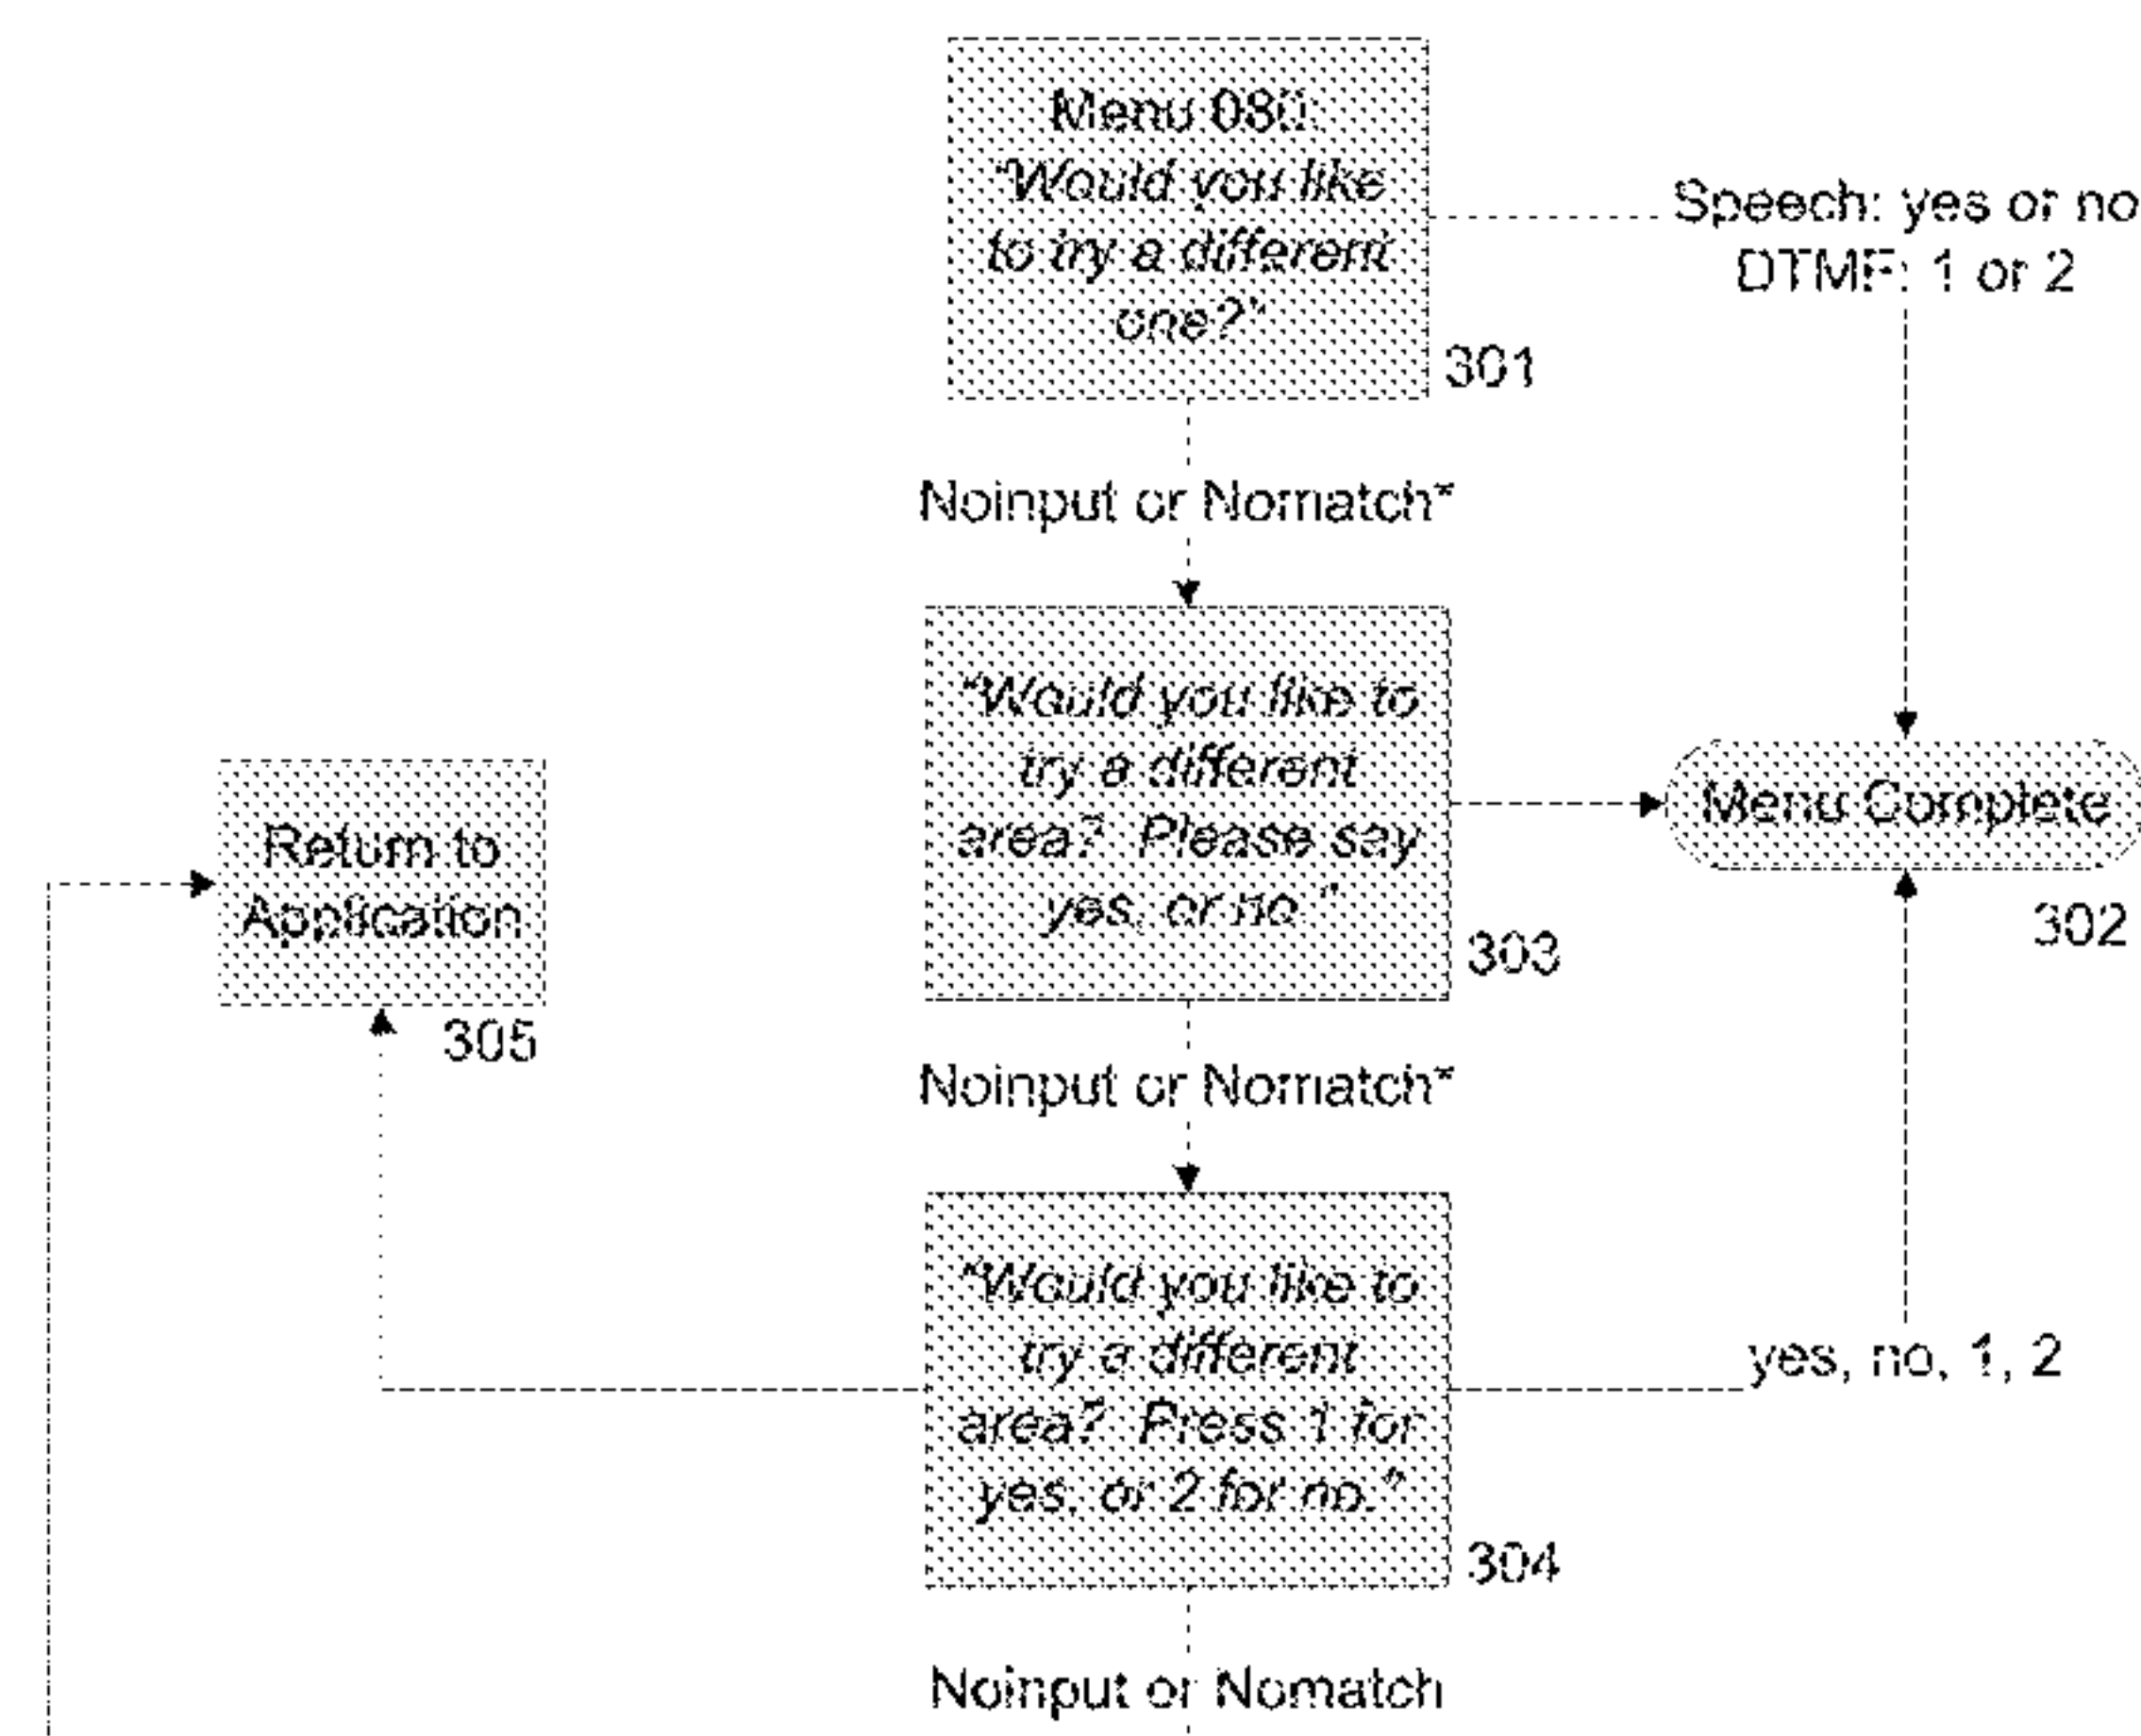 Menu 080:
"Would you like
to try a different
one?"
301
Speech: yes or no
DTMF: 1 or 2
Noinput or Nomatch*
"Would you like to
try a different
area? Please say
yes, or no."
303
Menu Complete
302
Return to
Application
305
Noinput or Nomatch*
"Would you like to
try a different
area? Press 1 for
yes, or 2 for no."
304
yes, no, 1, 2
Noinput or Nomatch